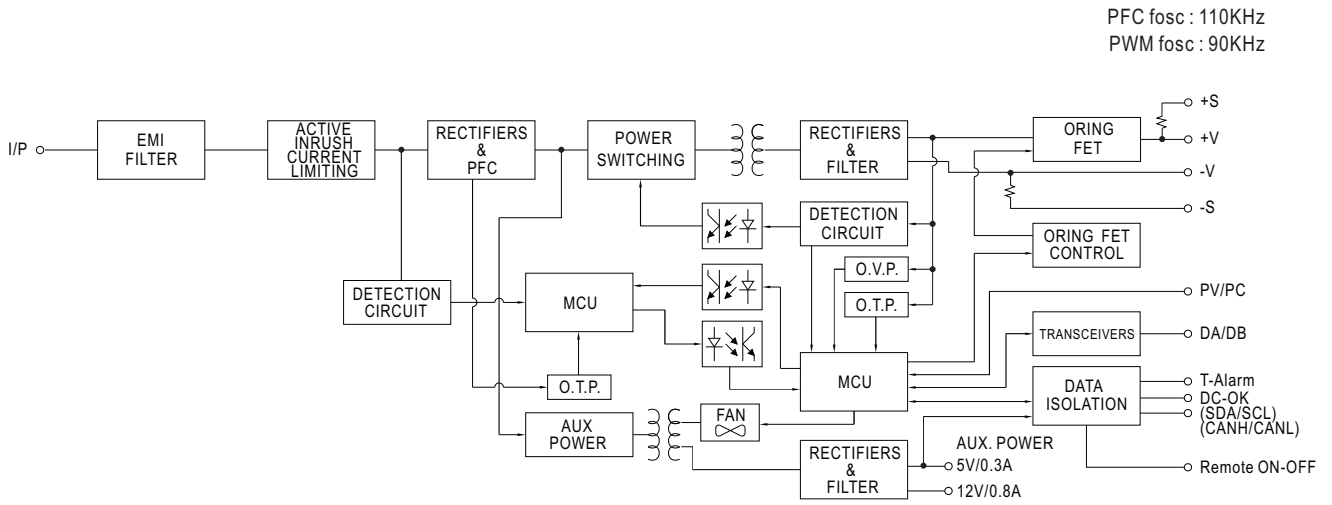 PFC fosc : 110KHz
PWM fosc : 90KHz
I/P
EMI
FILTER
ACTIVE
INRUSH
CURRENT
LIMITING
RECTIFIERS
&
PFC
POWER
SWITCHING
RECTIFIERS
&
FILTER
ORING
FET
+S
+V
-V
-S
DETECTION
CIRCUIT
ORING FET
CONTROL
O.V.P.
O.T.P.
DETECTION
CIRCUIT
MCU
PV/PC
TRANSCEIVERS
DA/DB
MCU
O.T.P.
DATA
ISOLATION
T-Alarm
DC-OK
(SDA/SCL)
(CANH/CANL)
AUX
POWER
FAN
RECTIFIERS
&
FILTER
AUX. POWER
5V/0.3A
12V/0.8A
Remote ON-OFF